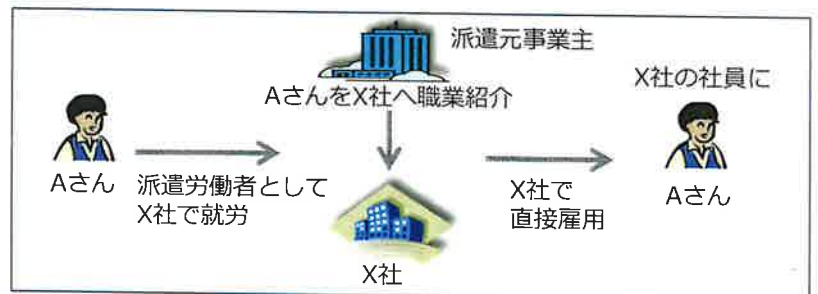 派遣元事業主
AさんをX社へ職業紹介
X社の社員に
Aさん
派遣労働者として
X社で就労
X社で
直接雇用
Aさん
X社